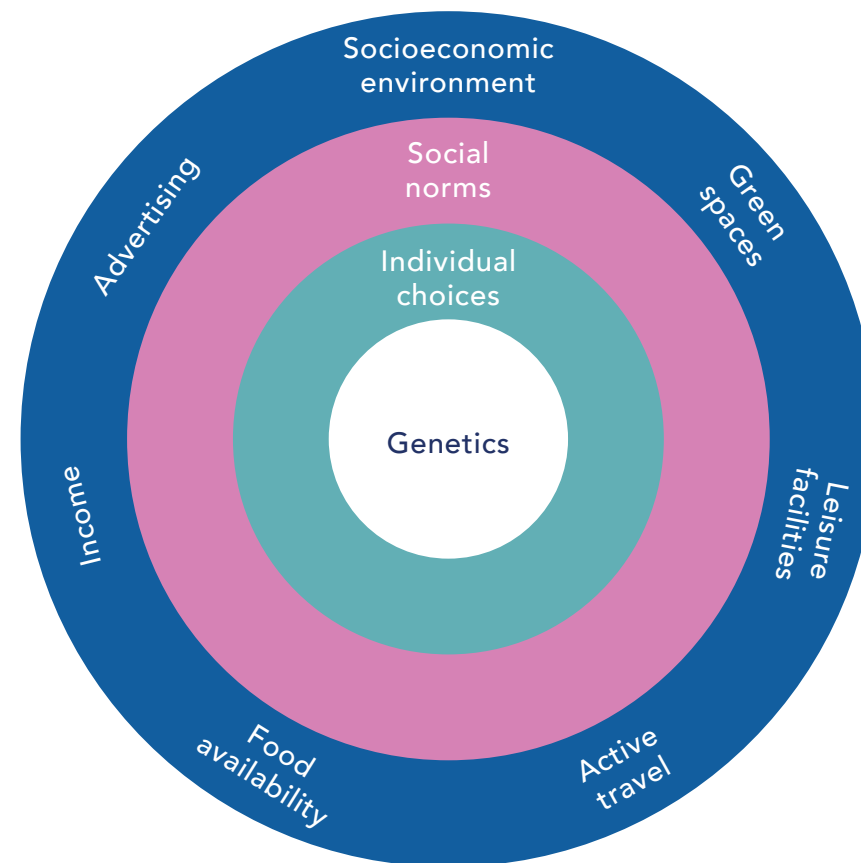 Socioeconomic
environment
Social
norms
Individual
choices
Genetics
Green
spaces
Leisure
facilities
Active
travel
Food
availability
Income
Advertising